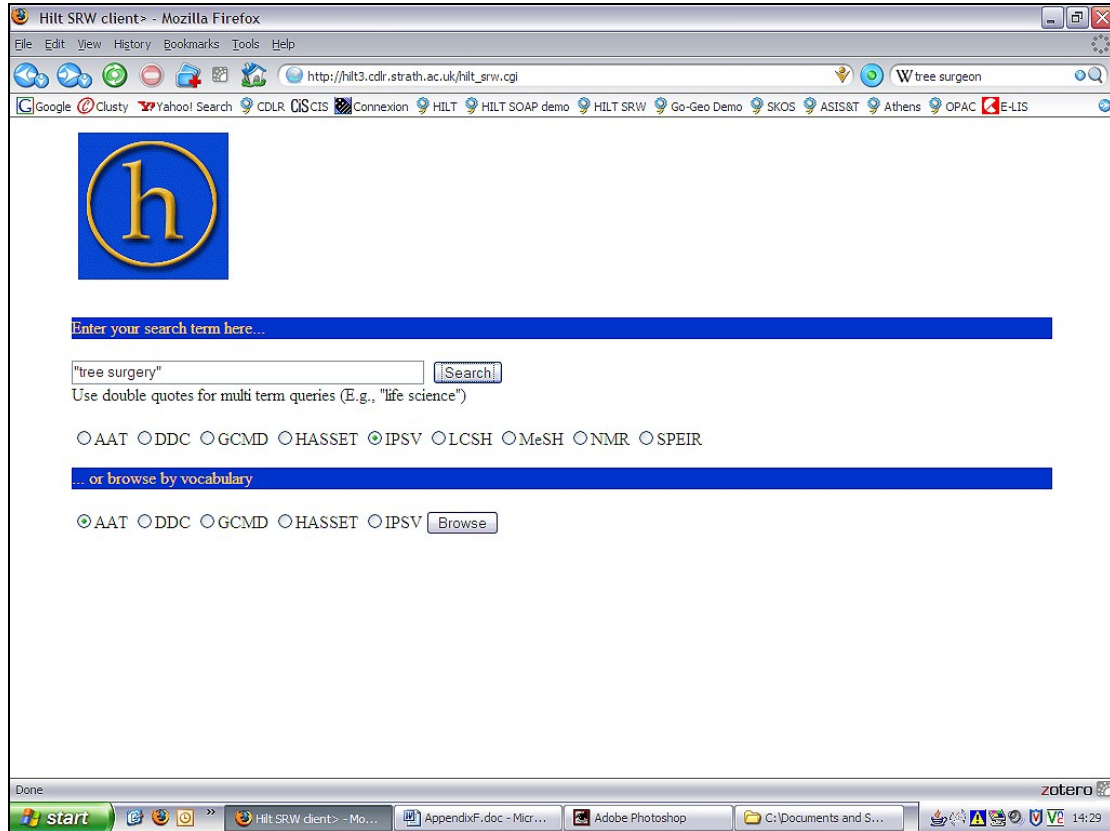 Hilt SRW client> - Mozilla Firefox
File Edit View History Bookmarks Tools Help
http://hilt3.cdlr.strath.ac.uk/hilt_srw.cgi W tree surgeon
G Google Clusty Y? Yahoo! Search CDLR CiS CIS Connexion HILT HILT SOAP demo HILT SRW Go-Geo Demo SKOS ASIS&T Athens OPAC E-LIS
h
Enter your search term here...
"tree surgery" Search
Use double quotes for multi term queries (E.g., "life science")
AAT DDC GCMD HASSET IPSV LCSH MeSH NMR SPEIR
... or browse by vocabulary
AAT DDC GCMD HASSET IPSV Browse
Done zotero
start » Hilt SRW client> - Mo... AppendixF.doc - Micr... Adobe Photoshop C:\Documents and S... V2 14:29